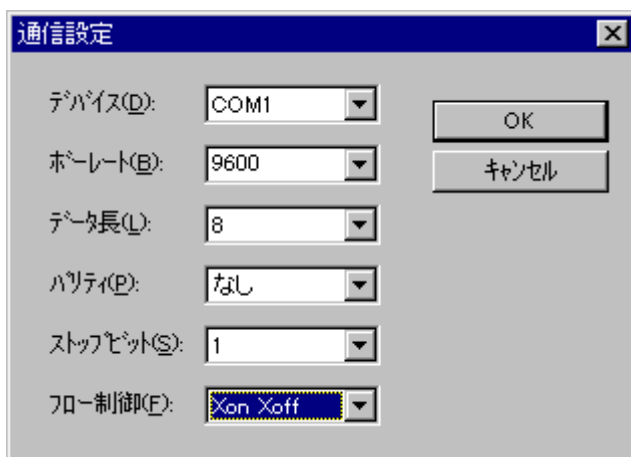 通信設定
ﾃﾞﾊﾞｲｽ(D): COM1
OK
ﾎﾞｰﾚｰﾄ(B): 9600
ｷｬﾝｾﾙ
ﾃﾞｰﾀ長(L): 8
ﾊﾟﾘﾃｨ(P): なし
ｽﾄｯﾌﾟﾋﾞｯﾄ(S): 1
ﾌﾛｰ制御(F): Xon Xoff